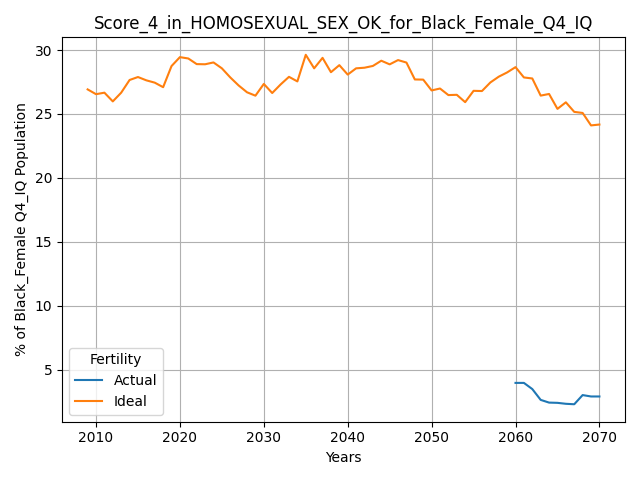 Score_4_in_HOMOSEXUAL_SEX_OK_for_Black_Female_Q4_IQ
% of Black_Female Q4_IQ Population
30
25
20
15
10
5
Fertility
Actual
Ideal
2010 2020 2030 2040 2050 2060 2070
Years